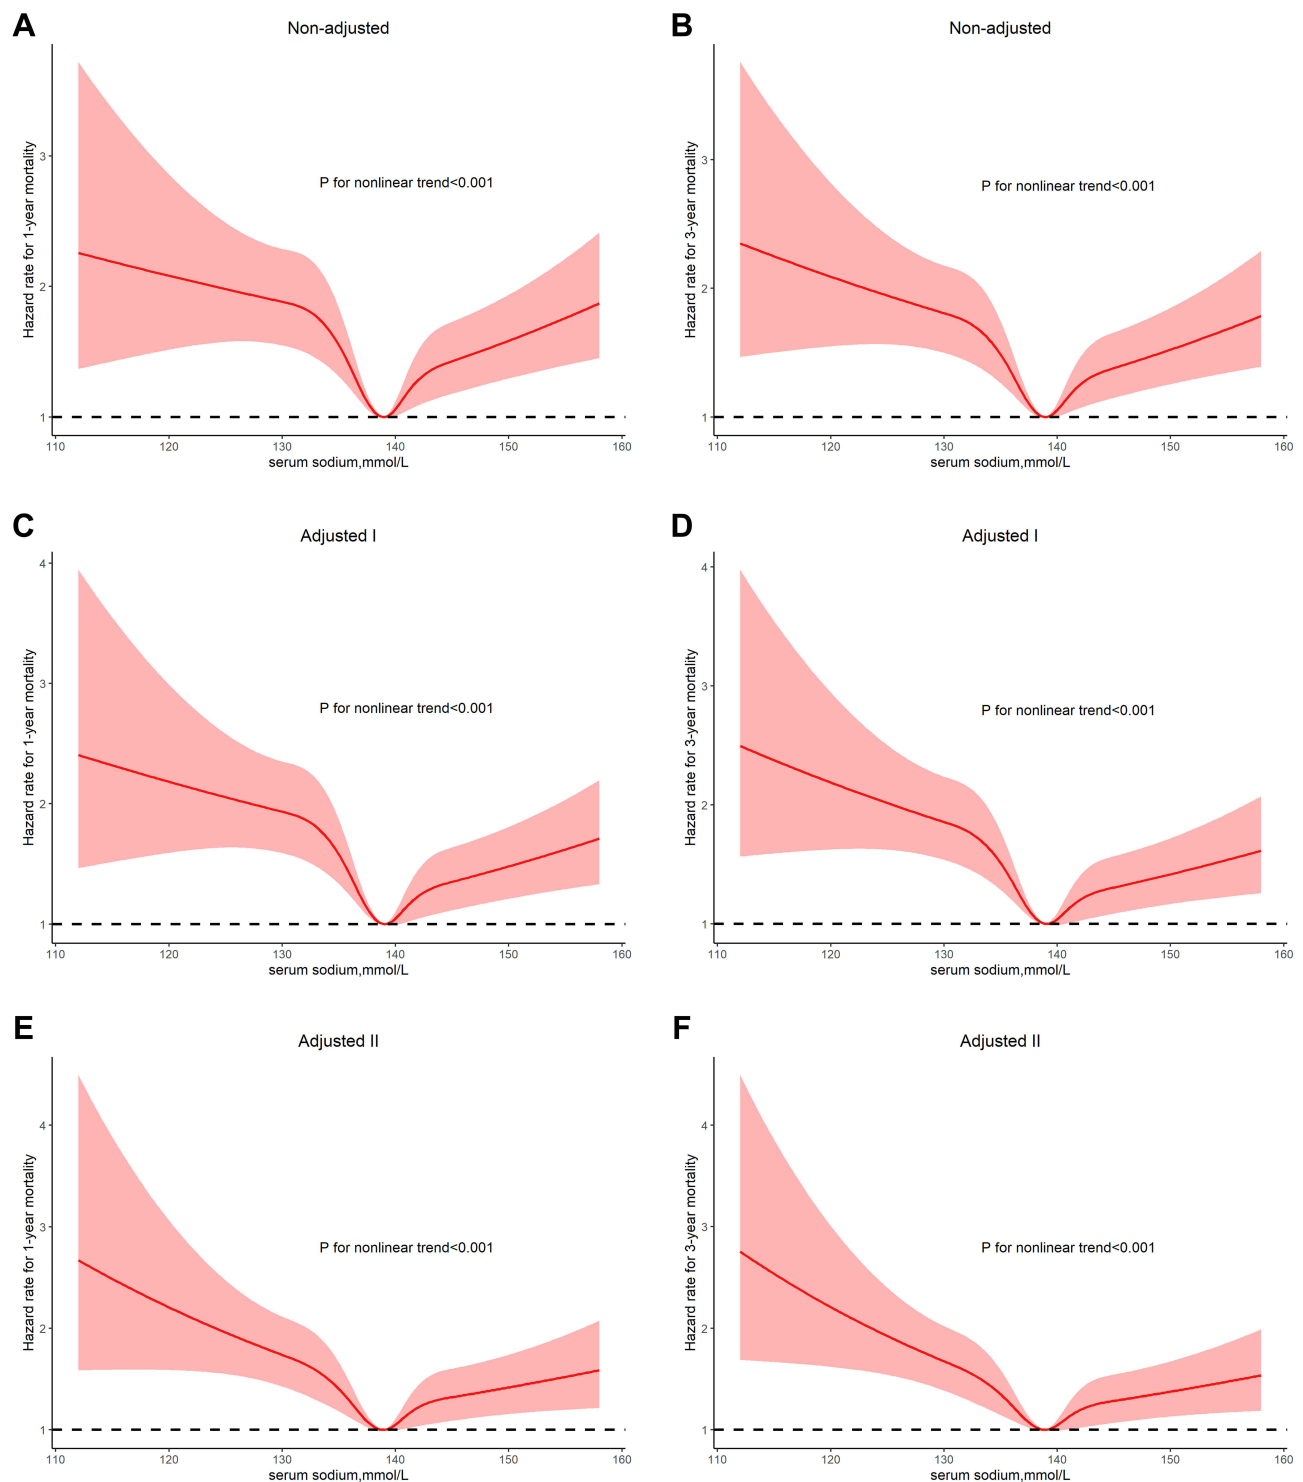 A
Non-adjusted
Hazard rate for 1-year mortality
3
2
1
P for nonlinear trend<0.001
110 120 130 140 150 160
serum sodium,mmol/L
B
Non-adjusted
Hazard rate for 3-year mortality
3
2
1
P for nonlinear trend<0.001
110 120 130 140 150 160
serum sodium,mmol/L
C
Adjusted I
Hazard rate for 1-year mortality
4
3
2
1
P for nonlinear trend<0.001
110 120 130 140 150 160
serum sodium,mmol/L
D
Adjusted I
Hazard rate for 3-year mortality
4
3
2
1
P for nonlinear trend<0.001
110 120 130 140 150 160
serum sodium,mmol/L
E
Adjusted II
Hazard rate for 1-year mortality
4
3
2
1
P for nonlinear trend<0.001
110 120 130 140 150 160
serum sodium,mmol/L
F
Adjusted II
Hazard rate for 3-year mortality
4
3
2
1
P for nonlinear trend<0.001
110 120 130 140 150 160
serum sodium,mmol/L